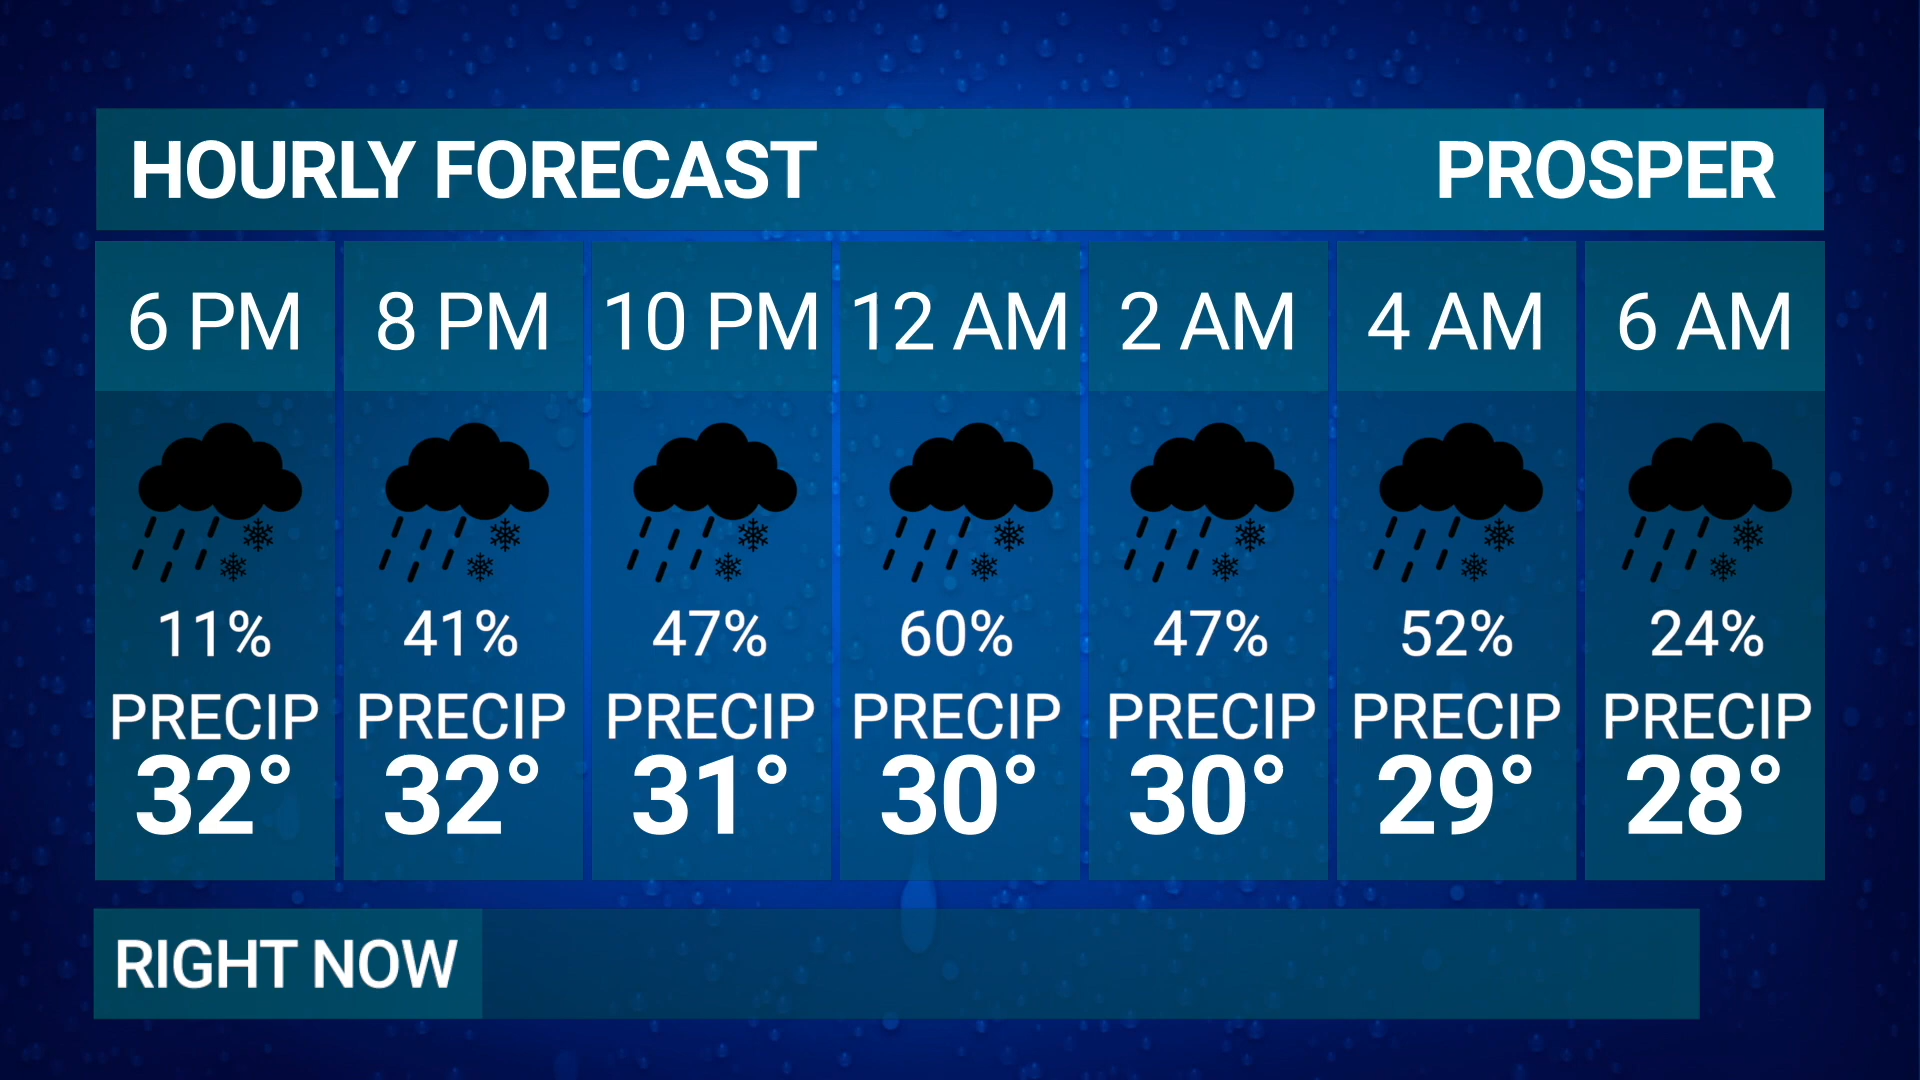 HOURLY FORECAST PROSPER
6 PM 8 PM 10 PM 12 AM 2 AM 4 AM 6 AM
11% 41% 47% 60% 47% 52% 24%
PRECIP PRECIP PRECIP PRECIP PRECIP PRECIP PRECIP
32° 32° 31° 30° 30° 29° 28°
RIGHT NOW